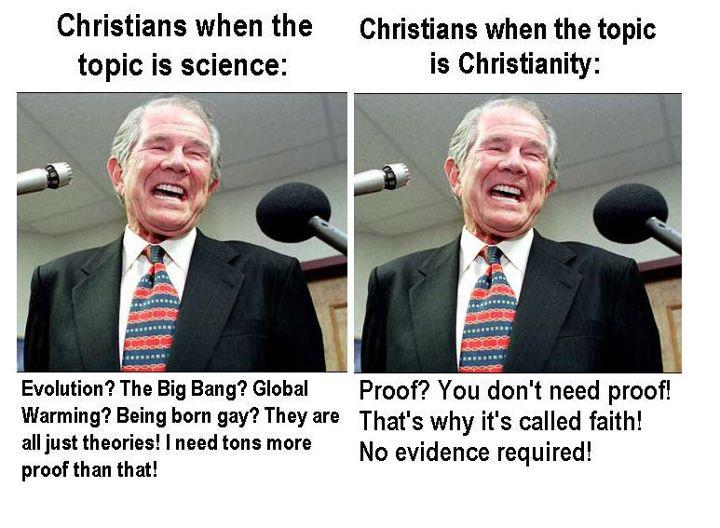 Christians when the
topic is science:
Christians when the topic
is Christianity:
Evolution? The Big Bang? Global
Warming? Being born gay? They are
all just theories! I need tons more
proof than that!
Proof? You don't need proof!
That's why it's called faith!
No evidence required!